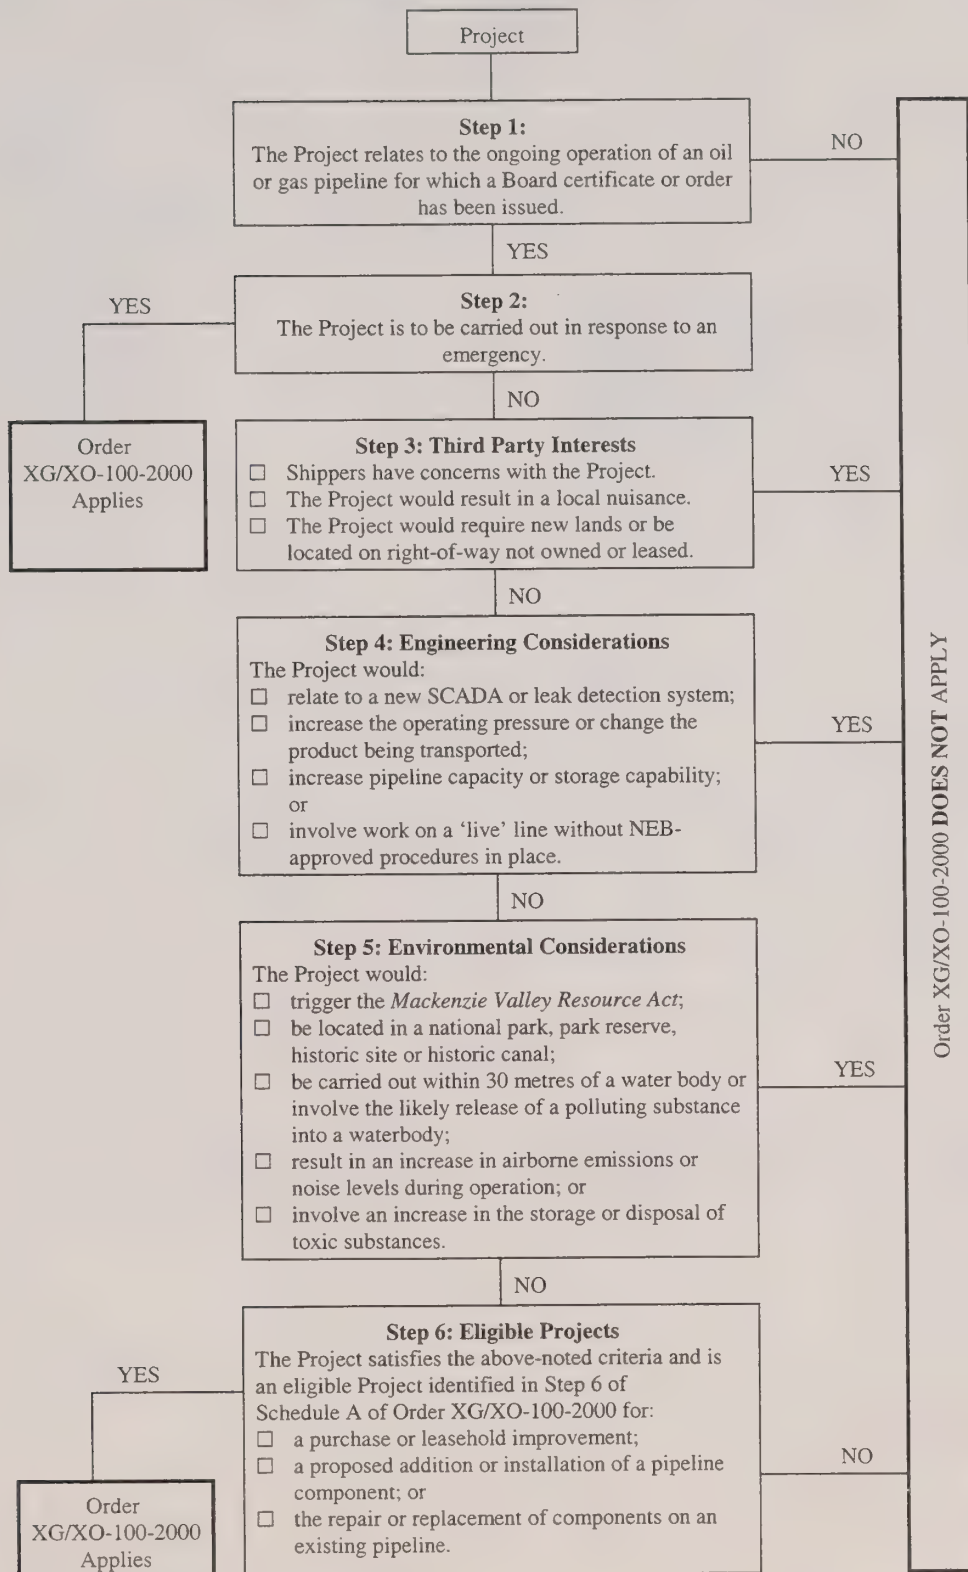 Project
Step 1:
The Project relates to the ongoing operation of an oil
or gas pipeline for which a Board certificate or order
has been issued.
NO
YES
Step 2:
The Project is to be carried out in response to an
emergency.
YES
NO
Order
XG/XO-100-2000
Applies
Step 3: Third Party Interests
☐ Shippers have concerns with the Project.
☐ The Project would result in a local nuisance.
☐ The Project would require new lands or be
located on right-of-way not owned or leased.
YES
NO
Step 4: Engineering Considerations
The Project would:
☐ relate to a new SCADA or leak detection system;
☐ increase the operating pressure or change the
product being transported;
☐ increase pipeline capacity or storage capability;
or
☐ involve work on a ‘live’ line without NEB-
approved procedures in place.
YES
NO
Step 5: Environmental Considerations
The Project would:
☐ trigger the Mackenzie Valley Resource Act;
☐ be located in a national park, park reserve,
historic site or historic canal;
☐ be carried out within 30 metres of a water body or
involve the likely release of a polluting substance
into a waterbody;
☐ result in an increase in airborne emissions or
noise levels during operation; or
☐ involve an increase in the storage or disposal of
toxic substances.
YES
NO
Step 6: Eligible Projects
The Project satisfies the above-noted criteria and is
an eligible Project identified in Step 6 of
Schedule A of Order XG/XO-100-2000 for:
☐ a purchase or leasehold improvement;
☐ a proposed addition or installation of a pipeline
component; or
☐ the repair or replacement of components on an
existing pipeline.
YES
NO
Order
XG/XO-100-2000
Applies
Order XG/XO-100-2000 DOES NOT APPLY